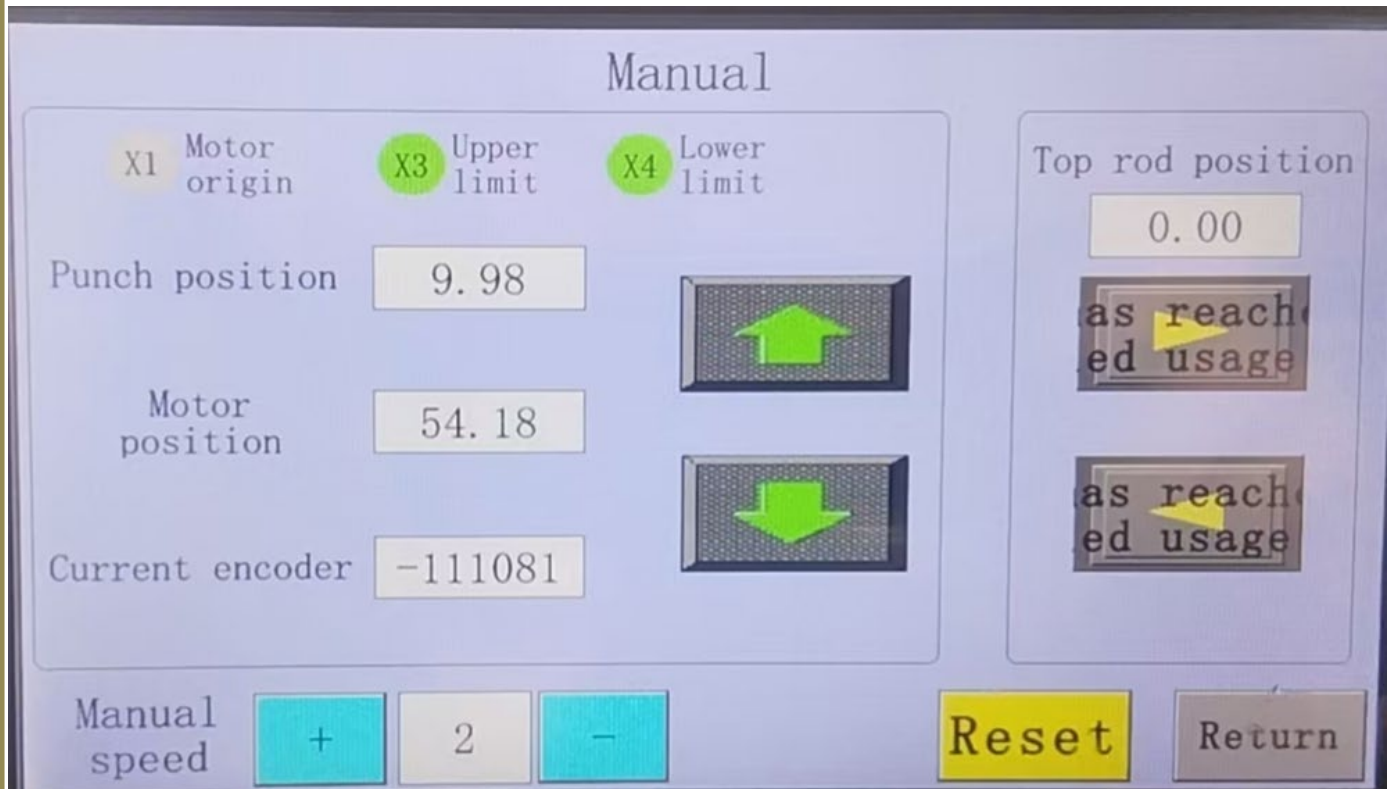 Manual
X1 Motor
origin
X3 Upper
limit
X4 Lower
limit
Punch position
9.98
Motor
position
54.18
Current encoder
-111081
Top rod position
0.00
as reach
ed usage
as reach
ed usage
Manual
speed
+
2
-
Reset
Return